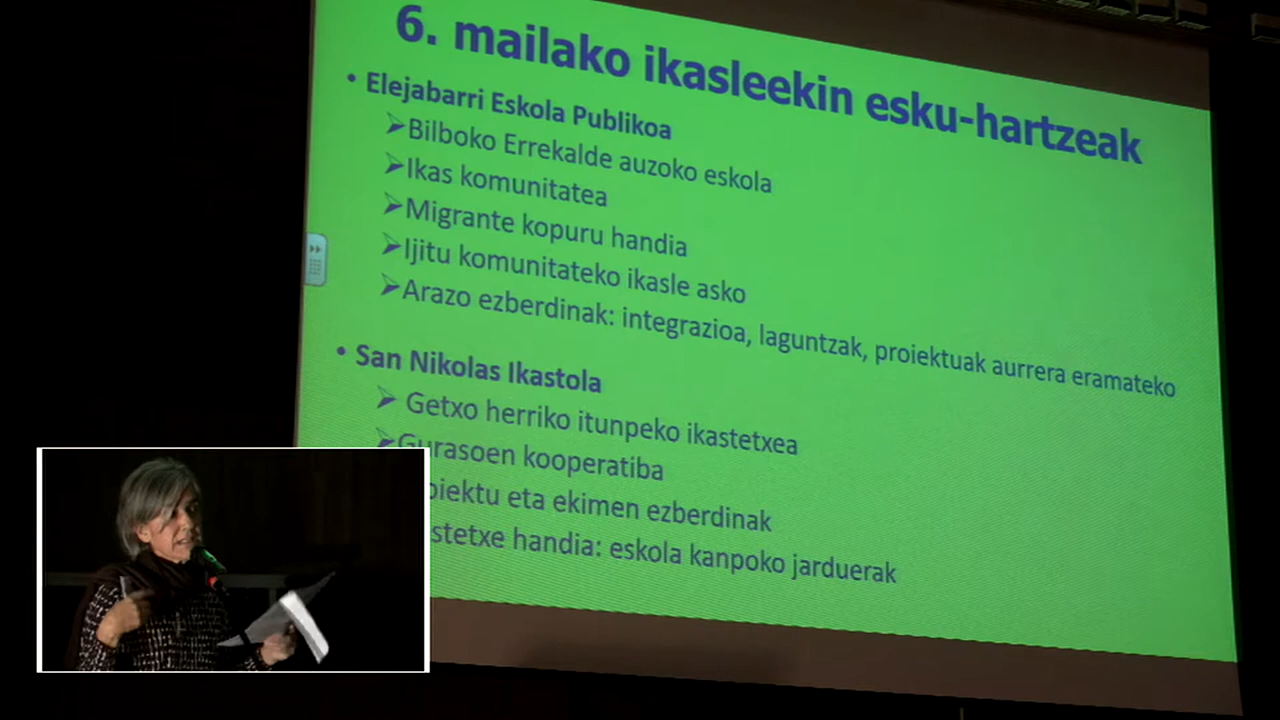 6. mailako ikasleekin esku-hartzeak
• Elejabarri Eskola Publikoa
➢Bilboko Errekalde auzoko eskola
➢Ikas komunitatea
➢Migrante kopuru handia
➢Ijitu komunitateko ikasle asko
➢Arazo ezberdinak: integrazioa, laguntzak, proiektuak aurrera eramateko
• San Nikolas Ikastola
➢ Getxo herriko itunpeko ikastetxea
➢Gurasoen kooperatiba
eta ekimen ezberdinak
handia: eskola kanpoko jarduerak